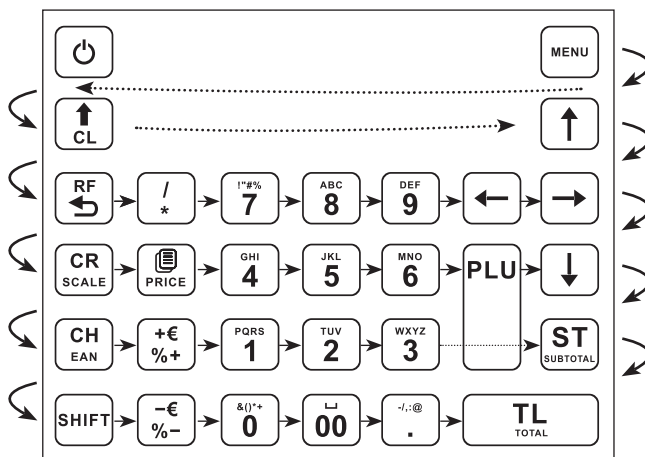 MENU
CL
RF / * !"#% 7 ABC 8 DEF 9
CR SCALE PRICE GHI 4 JKL 5 MNO 6 PLU
CH EAN +€ %+ PQRS 1 TUV 2 WXYZ 3 ST SUBTOTAL
SHIFT −€ %− &()*+ 0 00 -/,:@ . TL TOTAL